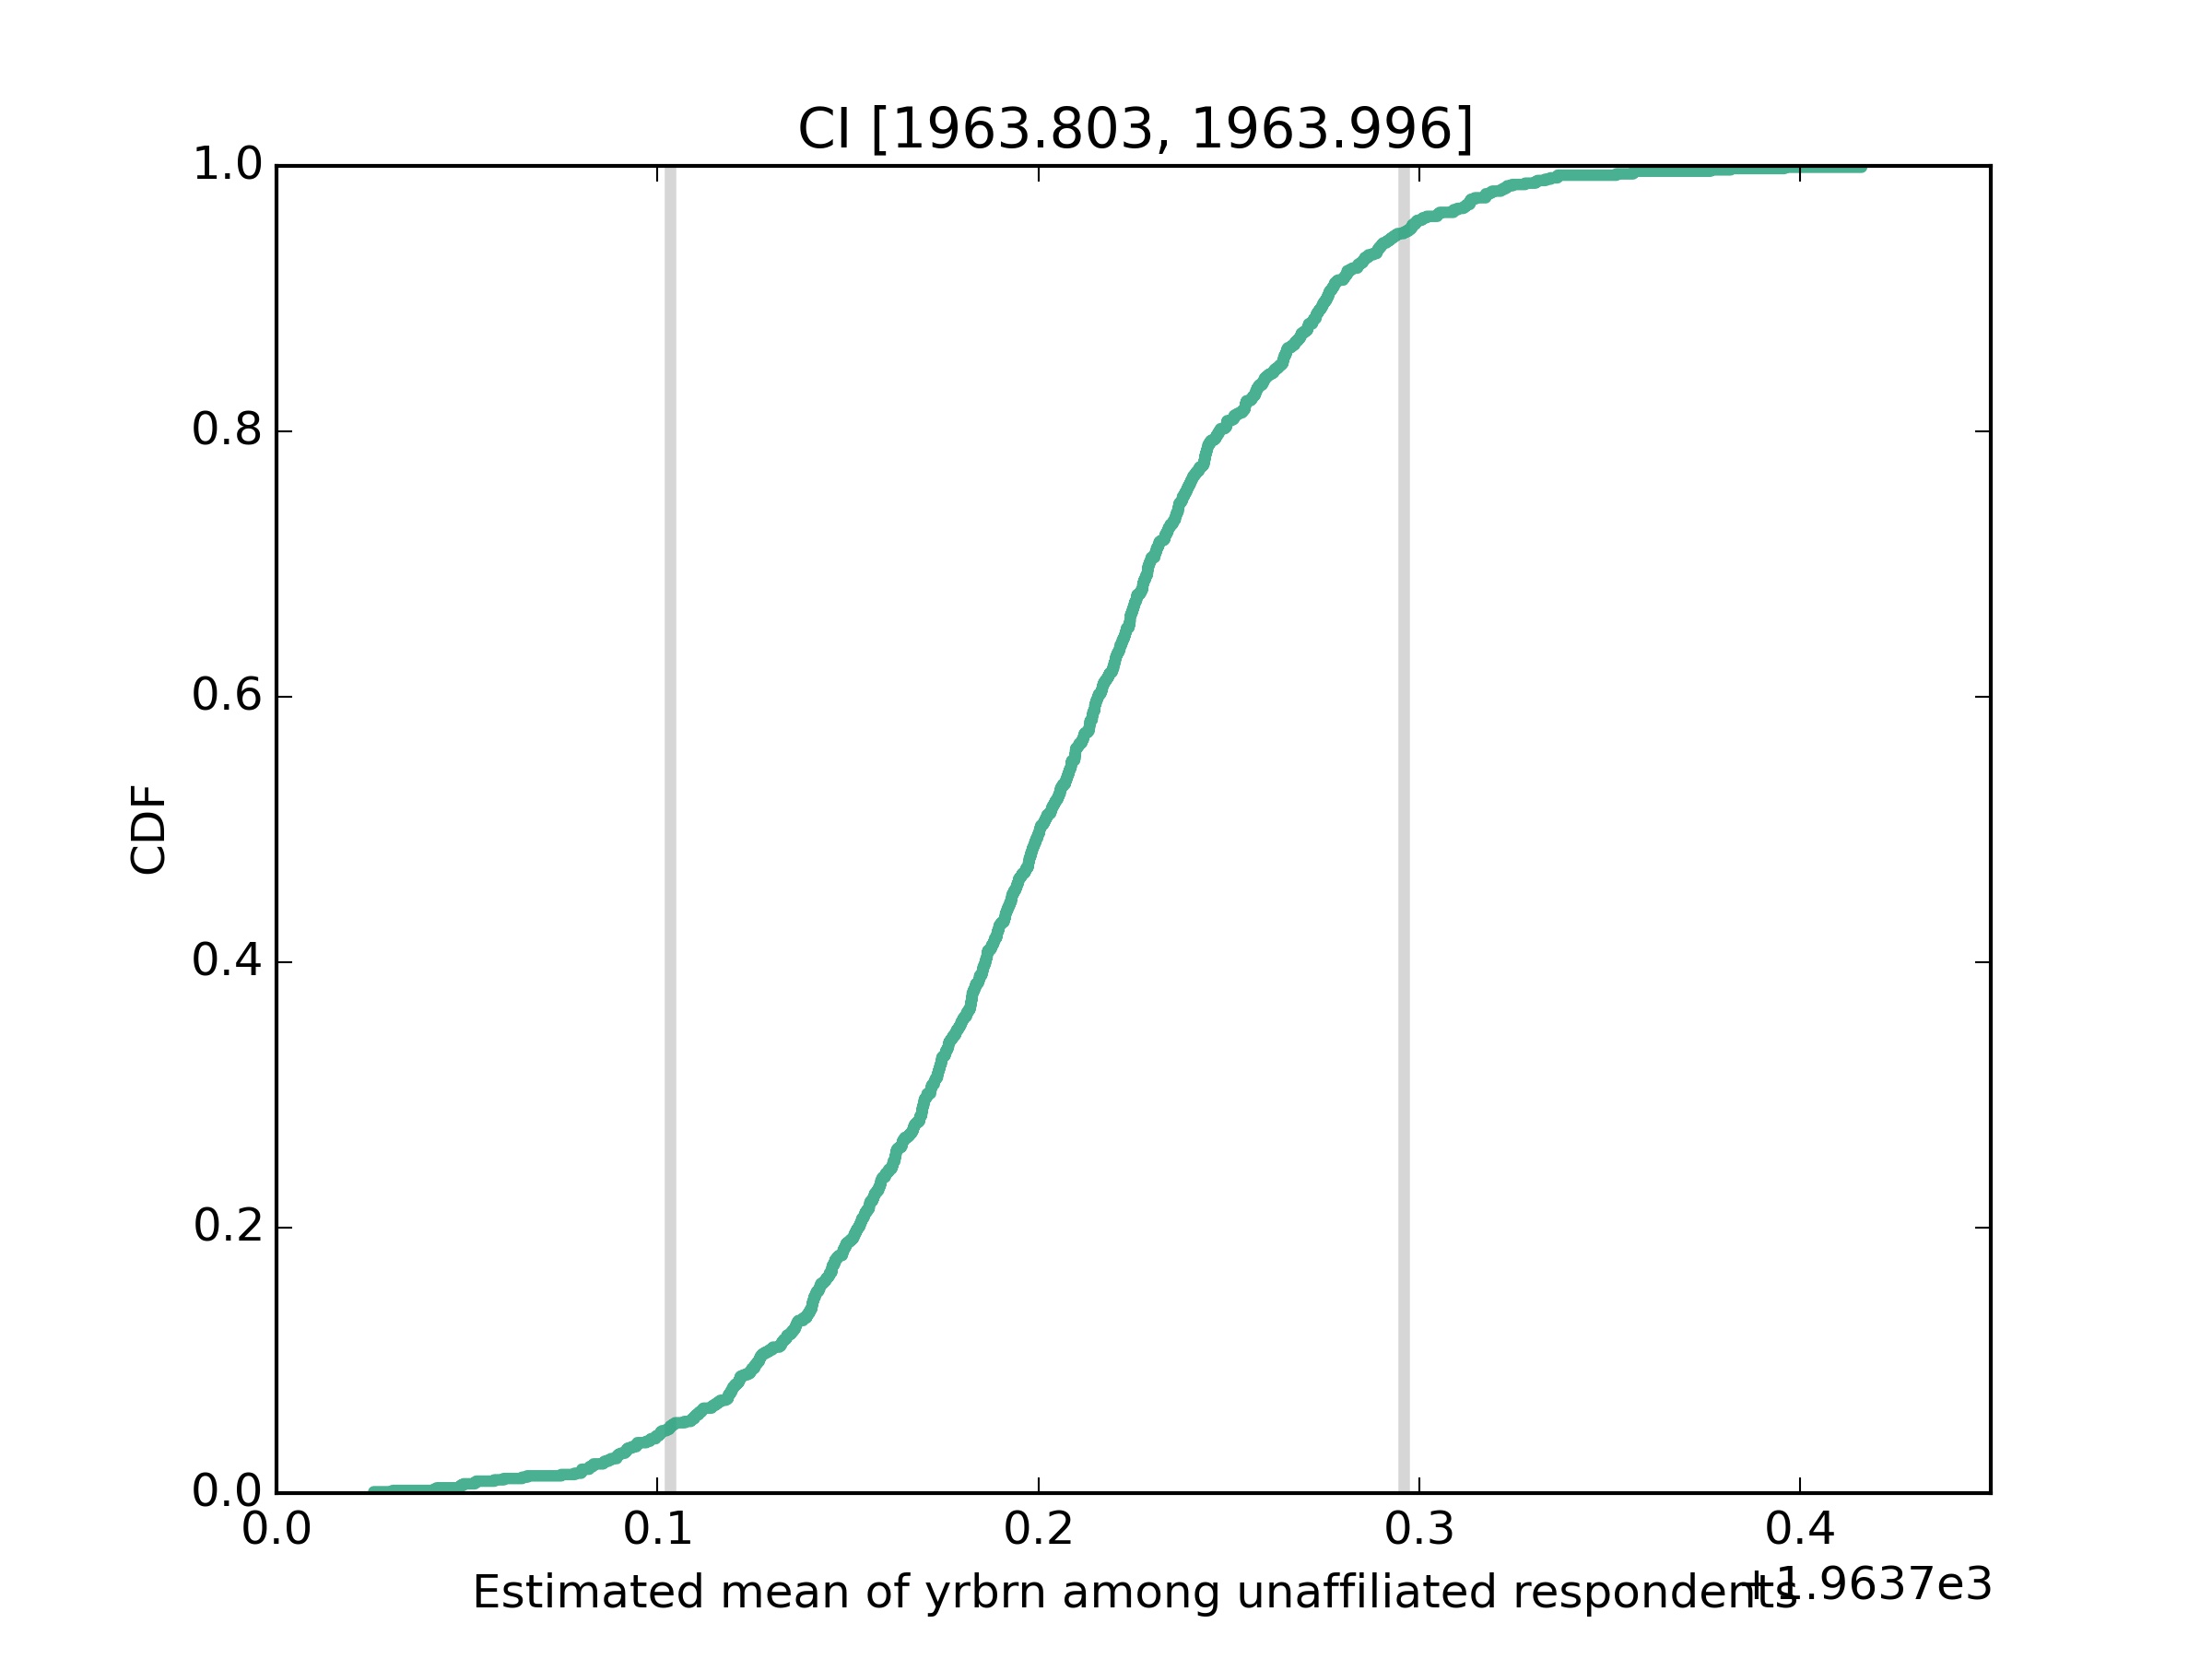 CI [1963.803, 1963.996]
1.0
0.8
0.6
0.4
0.2
0.0
CDF
0.0 0.1 0.2 0.3 0.4
Estimated mean of yrbrn among unaffiliated respondents
+1.9637e3